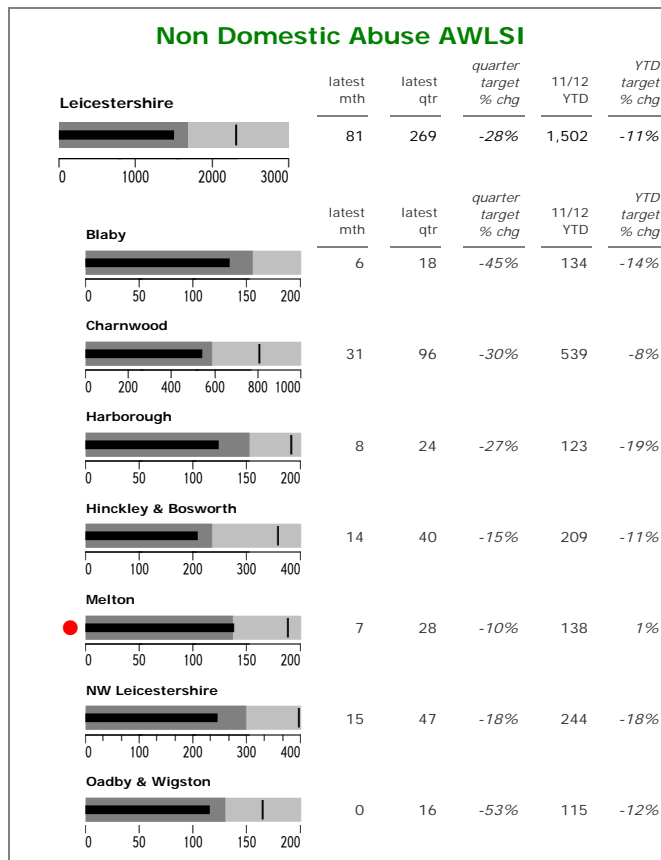 Non Domestic Abuse AWLSI
latest mth latest qtr quarter target % chg 11/12 YTD YTD target % chg
Leicestershire
81 269 -28% 1,502 -11%
0 1000 2000 3000
latest mth latest qtr quarter target % chg 11/12 YTD YTD target % chg
Blaby
6 18 -45% 134 -14%
0 50 100 150 200
Charnwood
31 96 -30% 539 -8%
0 200 400 600 800 1000
Harborough
8 24 -27% 123 -19%
0 50 100 150 200
Hinckley & Bosworth
14 40 -15% 209 -11%
0 100 200 300 400
Melton
7 28 -10% 138 1%
0 50 100 150 200
NW Leicestershire
15 47 -18% 244 -18%
0 100 200 300 400
Oadby & Wigston
0 16 -53% 115 -12%
0 50 100 150 200